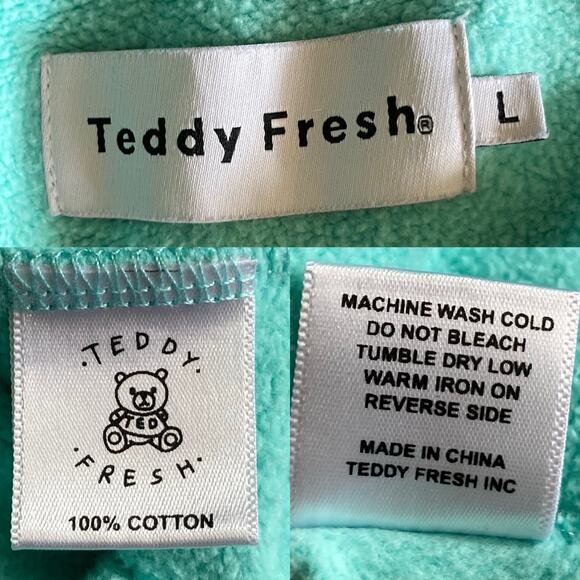 Teddy Fresh®
L
·TEDDY·
TED
·FRESH·
100% COTTON
MACHINE WASH COLD
DO NOT BLEACH
TUMBLE DRY LOW
WARM IRON ON
REVERSE SIDE
MADE IN CHINA
TEDDY FRESH INC